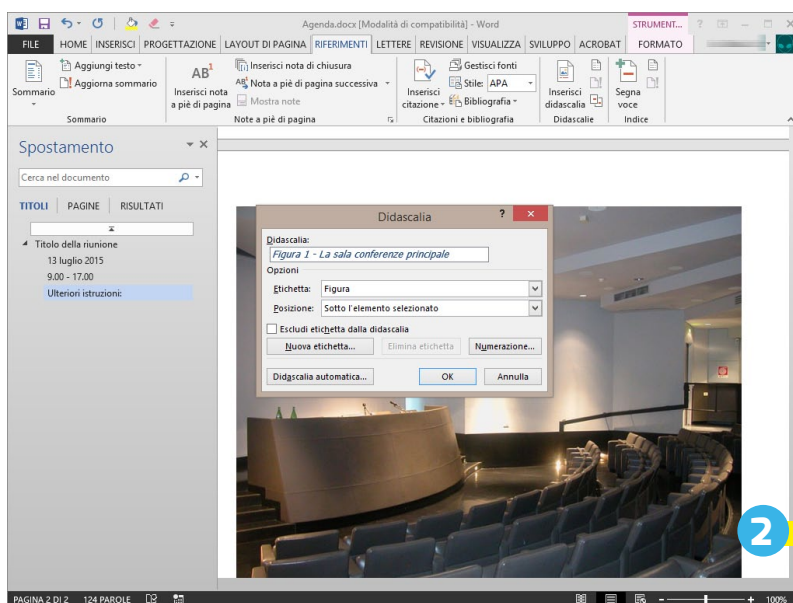 Agenda.docx [Modalità di compatibilità] - Word
STRUMENT...
FILE HOME INSERISCI PROGETTAZIONE LAYOUT DI PAGINA RIFERIMENTI LETTERE REVISIONE VISUALIZZA SVILUPPO ACROBAT FORMATO
Sommario
Aggiungi testo
Aggiorna sommario
Sommario
AB1
Inserisci nota
a piè di pagina
Inserisci nota di chiusura
Nota a piè di pagina successiva
Mostra note
Note a piè di pagina
Inserisci
citazione
Gestisci fonti
Stile: APA
Bibliografia
Citazioni e bibliografia
Inserisci
didascalia
Didascalie
Segna
voce
Indice
Spostamento
Cerca nel documento
TITOLI PAGINE RISULTATI
Titolo della riunione
13 luglio 2015
9.00 - 17.00
Ulteriori istruzioni:
Didascalia
Didascalia:
Figura 1 - La sala conferenze principale
Opzioni
Etichetta: Figura
Posizione: Sotto l'elemento selezionato
Escludi etichetta dalla didascalia
Nuova etichetta... Elimina etichetta Numerazione...
Didascalia automatica... OK Annulla
2
PAGINA 2 DI 2 124 PAROLE 100%